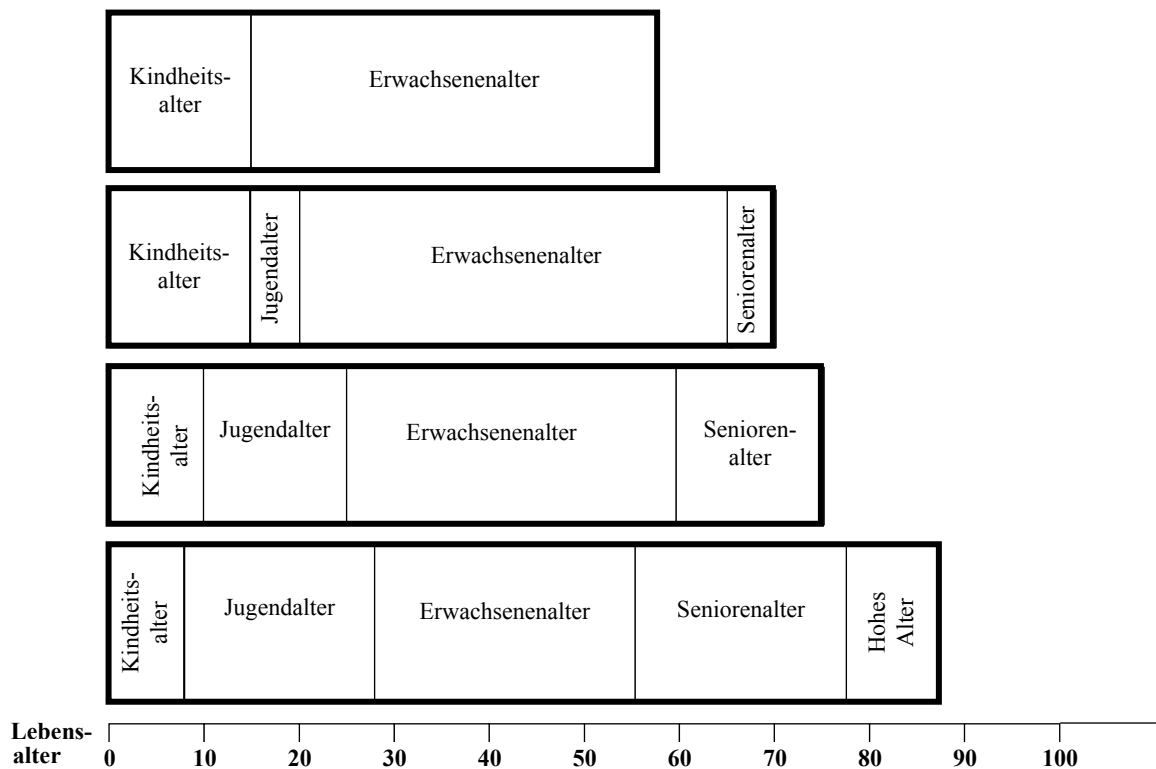 Kindheits-
alter
Erwachsenenalter
Kindheits-
alter
Jugendalter
Erwachsenenalter
Seniorenalter
Kindheits-
alter
Jugendalter
Erwachsenenalter
Senioren-
alter
Kindheits-
alter
Jugendalter
Erwachsenenalter
Seniorenalter
Hohes
Alter
Lebens-
alter
0 10 20 30 40 50 60 70 80 90 100